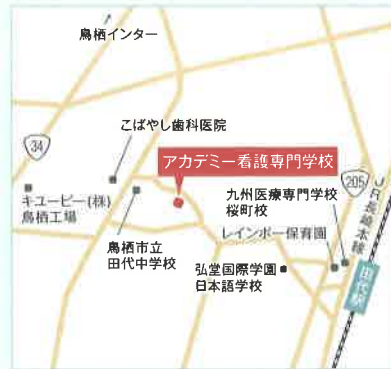 鳥栖インター
34
こばやし歯科医院
アカデミー看護専門学校
205
JR長崎本線
キユーピー(株)
鳥栖工場
九州医療専門学校
桜町校
レインボー保育園
鳥栖市立
田代中学校
弘堂国際学園
日本語学校
田代駅